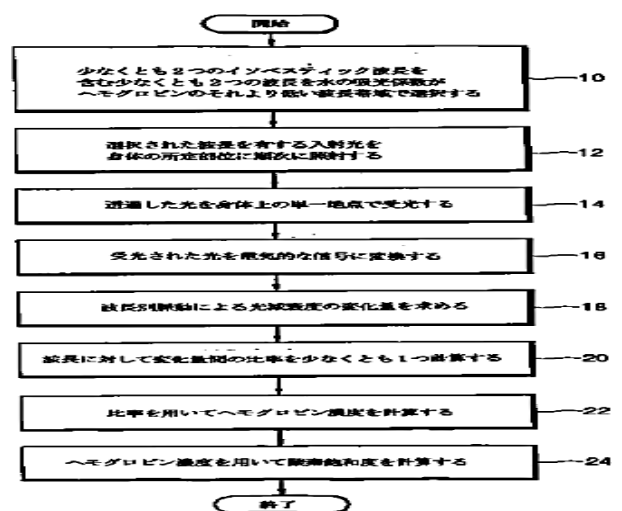 開始
少なくとも2つのイソベスティック波長を
含む少なくとも2つの波長を水の吸光係数が
ヘモグロビンのそれより低い波長帯域で選択する
10
選択された波長を有する入射光を
身体の所定部位に順次に照射する
12
透過した光を身体上の単一地点で受光する
14
受光された光を電気的な信号に変換する
16
波長別脈動による光減衰度の変化量を求める
18
波長に対して変化量間の比率を少なくとも1つ計算する
20
比率を用いてヘモグロビン濃度を計算する
22
ヘモグロビン濃度を用いて酸素飽和度を計算する
24
終了